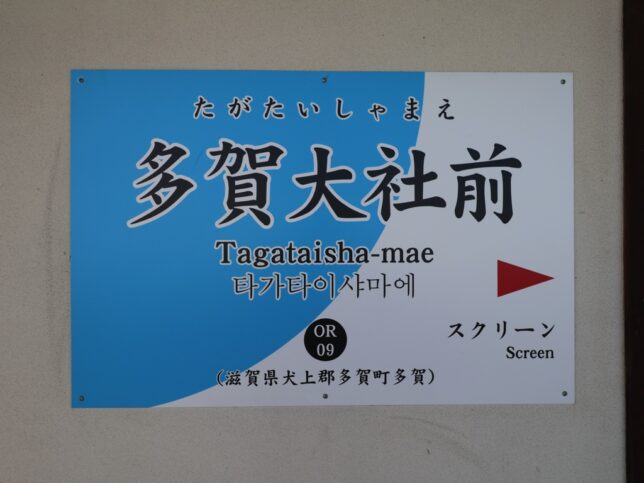 たがたいしゃまえ
多賀大社前
Tagataisha-mae
타가타이샤마에
OR
09
スクリーン
Screen
(滋賀県犬上郡多賀町多賀)